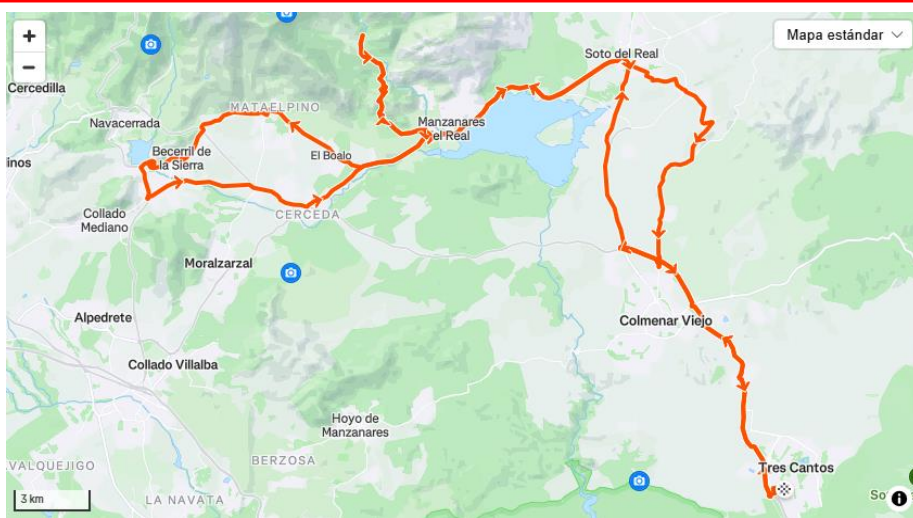 +
Mapa estándar
−
Soto del Real
Cercedilla
MATAELPINO
Navacerrada
Manzanares
el Real
inos
Becerril de
la Sierra
El Boalo
Collado
Mediano
CERCEDA
Moralzarzal
Alpedrete
Colmenar Viejo
Collado Villalba
Hoyo de
Manzanares
VALQUEJIGO
BERZOSA
Tres Cantos
3 km
LA NAVATA
So
i